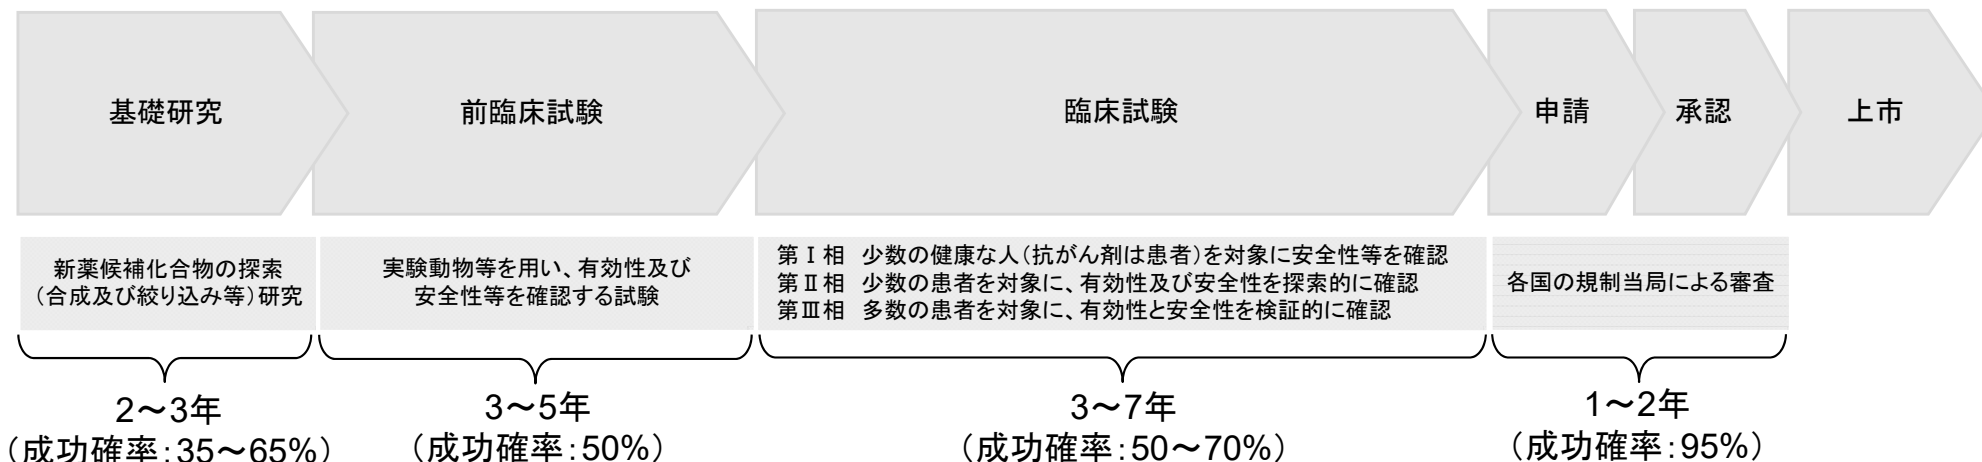 基礎研究
前臨床試験
臨床試験
申請
承認
上市
新薬候補化合物の探索
（合成及び絞り込み等）研究
実験動物等を用い、有効性及び
安全性等を確認する試験
第Ⅰ相 少数の健康な人（抗がん剤は患者）を対象に安全性等を確認
第Ⅱ相 少数の患者を対象に、有効性及び安全性を探索的に確認
第Ⅲ相 多数の患者を対象に、有効性と安全性を検証的に確認
各国の規制当局による審査
2～3年
（成功確率：35～65%）
3～5年
（成功確率：50%）
3～7年
（成功確率：50～70%）
1～2年
（成功確率：95%）